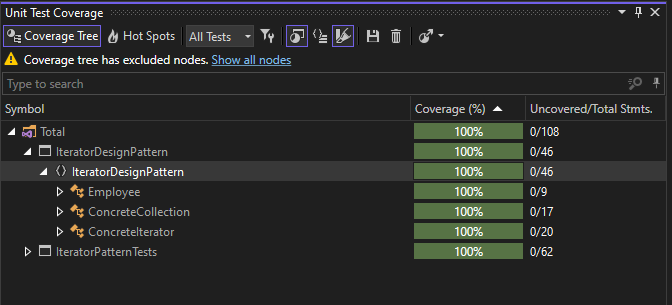 Unit Test Coverage
Coverage Tree Hot Spots All Tests
Coverage tree has excluded nodes. Show all nodes
Type to search
Symbol Coverage (%) Uncovered/Total Stmts.
Total 100% 0/108
IteratorDesignPattern 100% 0/46
IteratorDesignPattern 100% 0/46
Employee 100% 0/9
ConcreteCollection 100% 0/17
ConcreteIterator 100% 0/20
IteratorPatternTests 100% 0/62